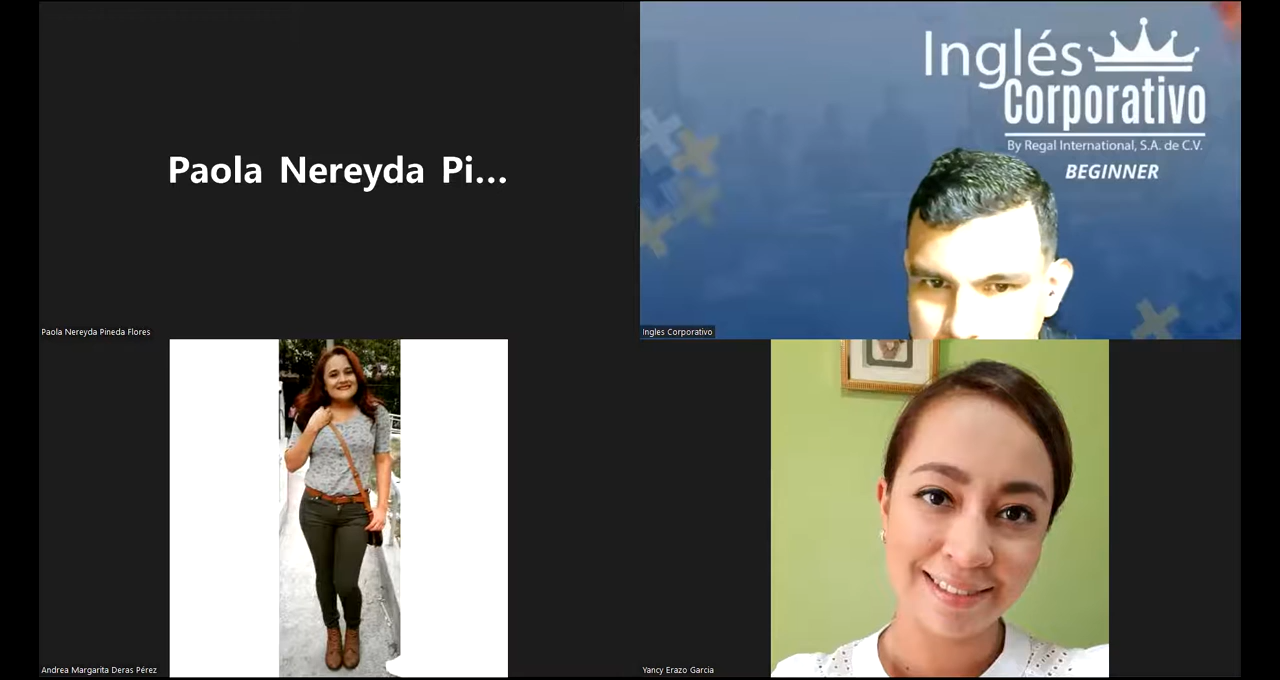 Paola Nereyda Pi...
Paola Nereyda Pineda Flores
Inglés
Corporativo
By Regal International, S.A. de C.V.
BEGINNER
Ingles Corporativo
Andrea Margarita Deras Pérez
Yancy Erazo Garcia